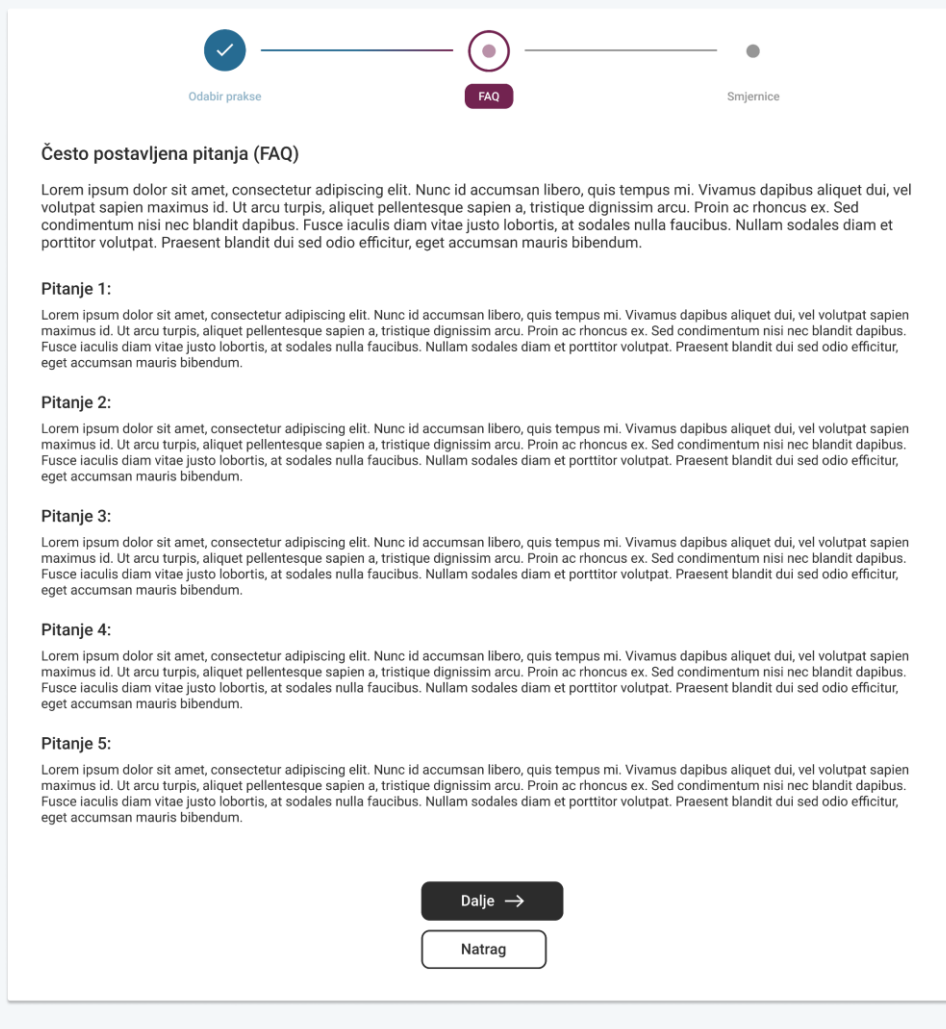 Odabir prakse
FAQ
Smjernice
Često postavljena pitanja (FAQ)
Lorem ipsum dolor sit amet, consectetur adipiscing elit. Nunc id accumsan libero, quis tempus mi. Vivamus dapibus aliquet dui, vel
volutpat sapien maximus id. Ut arcu turpis, aliquet pellentesque sapien a, tristique dignissim arcu. Proin ac rhoncus ex. Sed
condimentum nisi nec blandit dapibus. Fusce iaculis diam vitae justo lobortis, at sodales nulla faucibus. Nullam sodales diam et
porttitor volutpat. Praesent blandit dui sed odio efficitur, eget accumsan mauris bibendum.
Pitanje 1:
Lorem ipsum dolor sit amet, consectetur adipiscing elit. Nunc id accumsan libero, quis tempus mi. Vivamus dapibus aliquet dui, vel volutpat sapien
maximus id. Ut arcu turpis, aliquet pellentesque sapien a, tristique dignissim arcu. Proin ac rhoncus ex. Sed condimentum nisi nec blandit dapibus.
Fusce iaculis diam vitae justo lobortis, at sodales nulla faucibus. Nullam sodales diam et porttitor volutpat. Praesent blandit dui sed odio efficitur,
eget accumsan mauris bibendum.
Pitanje 2:
Lorem ipsum dolor sit amet, consectetur adipiscing elit. Nunc id accumsan libero, quis tempus mi. Vivamus dapibus aliquet dui, vel volutpat sapien
maximus id. Ut arcu turpis, aliquet pellentesque sapien a, tristique dignissim arcu. Proin ac rhoncus ex. Sed condimentum nisi nec blandit dapibus.
Fusce iaculis diam vitae justo lobortis, at sodales nulla faucibus. Nullam sodales diam et porttitor volutpat. Praesent blandit dui sed odio efficitur,
eget accumsan mauris bibendum.
Pitanje 3:
Lorem ipsum dolor sit amet, consectetur adipiscing elit. Nunc id accumsan libero, quis tempus mi. Vivamus dapibus aliquet dui, vel volutpat sapien
maximus id. Ut arcu turpis, aliquet pellentesque sapien a, tristique dignissim arcu. Proin ac rhoncus ex. Sed condimentum nisi nec blandit dapibus.
Fusce iaculis diam vitae justo lobortis, at sodales nulla faucibus. Nullam sodales diam et porttitor volutpat. Praesent blandit dui sed odio efficitur,
eget accumsan mauris bibendum.
Pitanje 4:
Lorem ipsum dolor sit amet, consectetur adipiscing elit. Nunc id accumsan libero, quis tempus mi. Vivamus dapibus aliquet dui, vel volutpat sapien
maximus id. Ut arcu turpis, aliquet pellentesque sapien a, tristique dignissim arcu. Proin ac rhoncus ex. Sed condimentum nisi nec blandit dapibus.
Fusce iaculis diam vitae justo lobortis, at sodales nulla faucibus. Nullam sodales diam et porttitor volutpat. Praesent blandit dui sed odio efficitur,
eget accumsan mauris bibendum.
Pitanje 5:
Lorem ipsum dolor sit amet, consectetur adipiscing elit. Nunc id accumsan libero, quis tempus mi. Vivamus dapibus aliquet dui, vel volutpat sapien
maximus id. Ut arcu turpis, aliquet pellentesque sapien a, tristique dignissim arcu. Proin ac rhoncus ex. Sed condimentum nisi nec blandit dapibus.
Fusce iaculis diam vitae justo lobortis, at sodales nulla faucibus. Nullam sodales diam et porttitor volutpat. Praesent blandit dui sed odio efficitur,
eget accumsan mauris bibendum.
Dalje →
Natrag